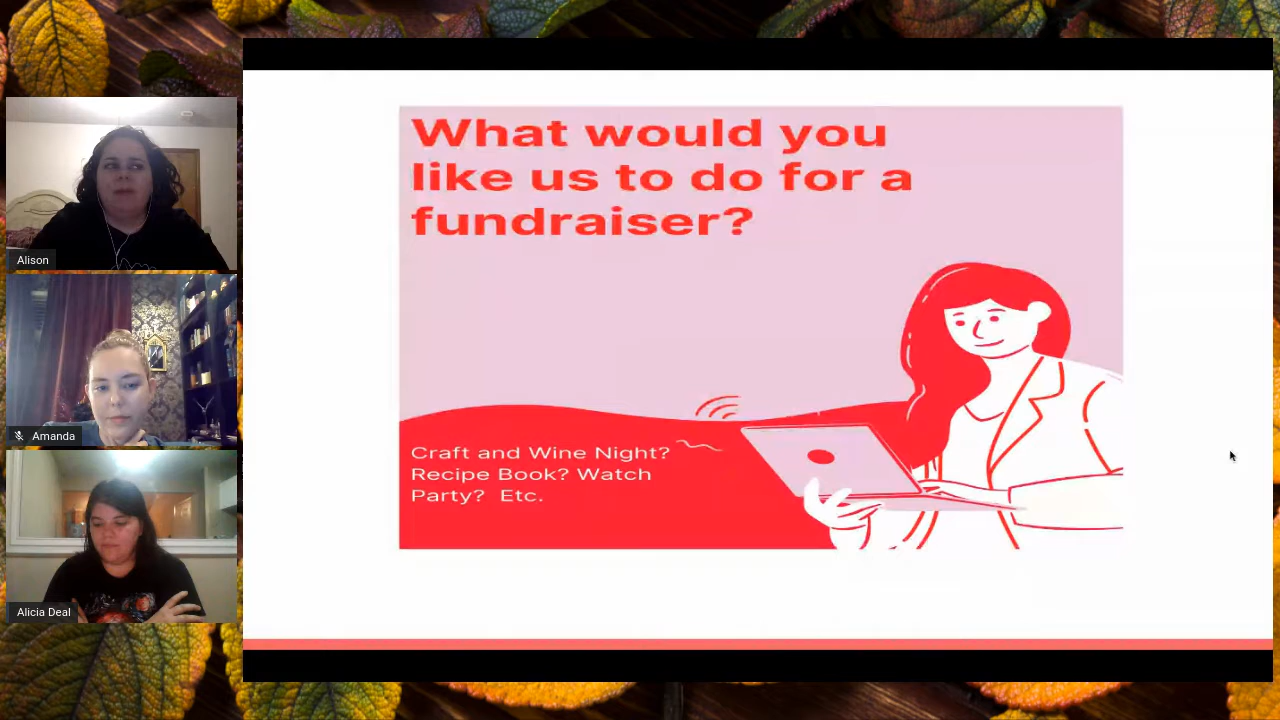 What would you
like us to do for a
fundraiser?
Craft and Wine Night?
Recipe Book? Watch
Party? Etc.
Alison
Amanda
Alicia Deal